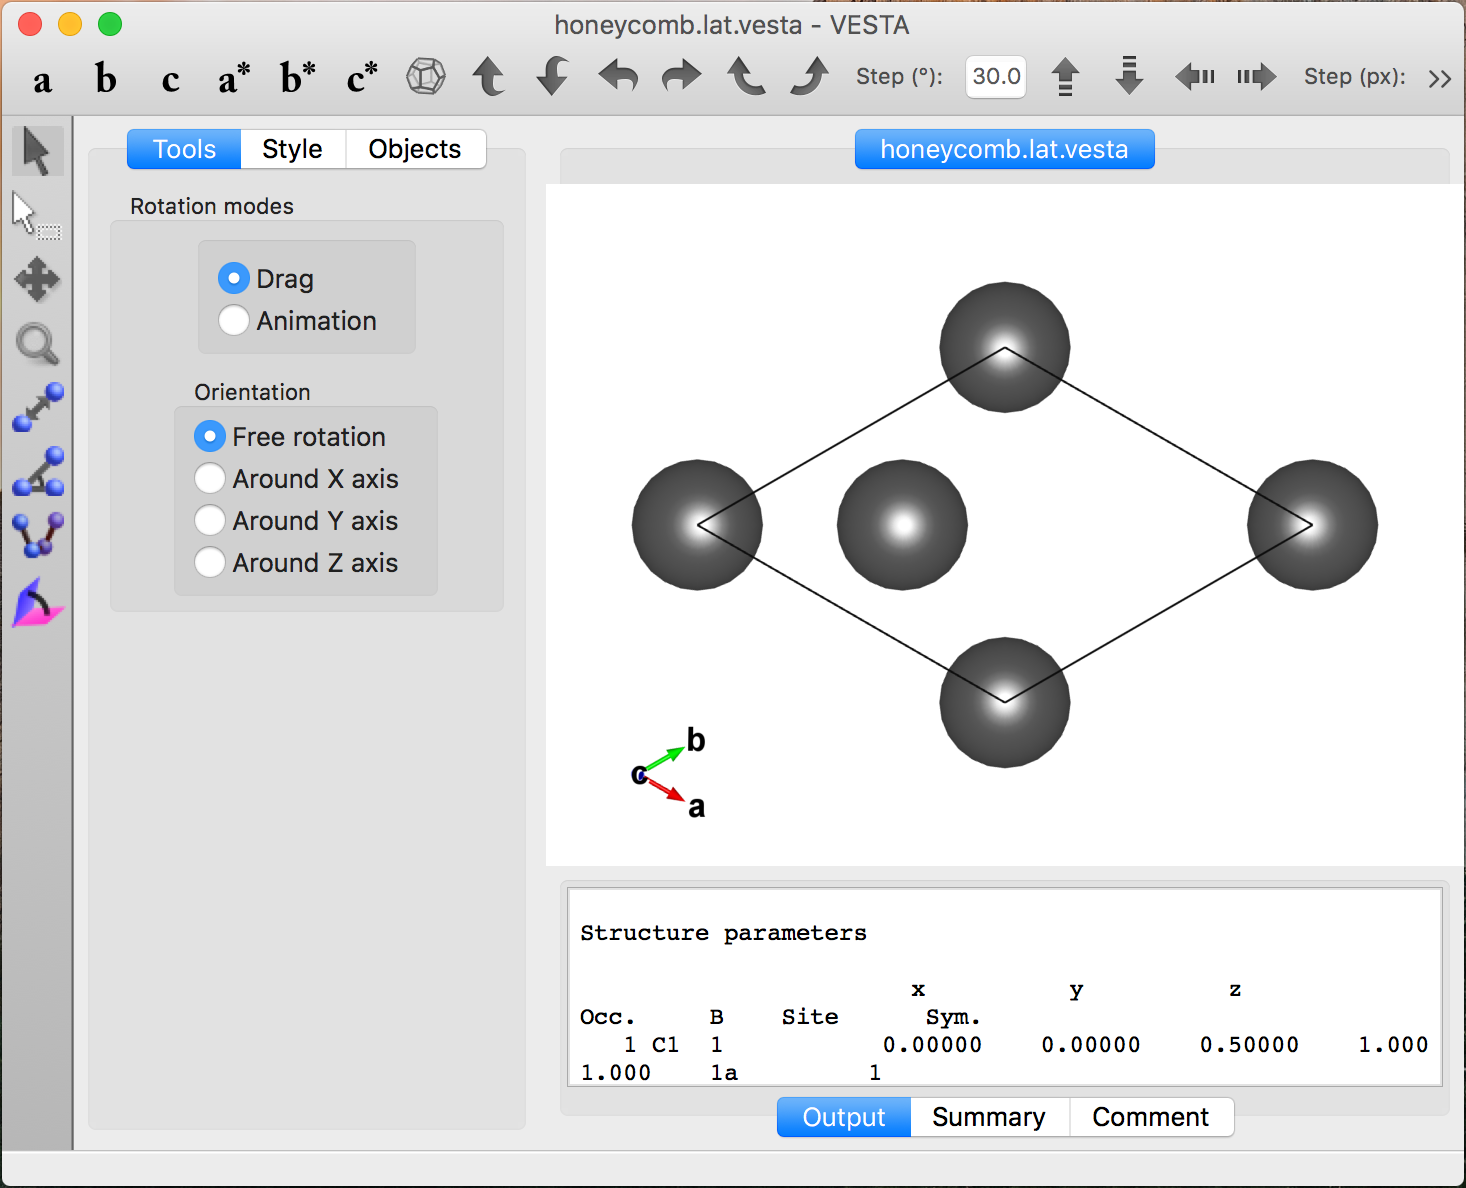 honeycomb.lat.vesta - VESTA
a b c a* b* c* Step (°): 30.0 Step (px): »
Tools Style Objects
honeycomb.lat.vesta
Rotation modes
Drag
Animation
Orientation
Free rotation
Around X axis
Around Y axis
Around Z axis
b
c
a
Structure parameters
x y z
Occ. B Site Sym.
1 C1 1 0.00000 0.00000 0.50000 1.000
1.000 1a 1
Output Summary Comment